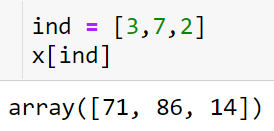 ind = [3,7,2]
x[ind]
array([71, 86, 14])